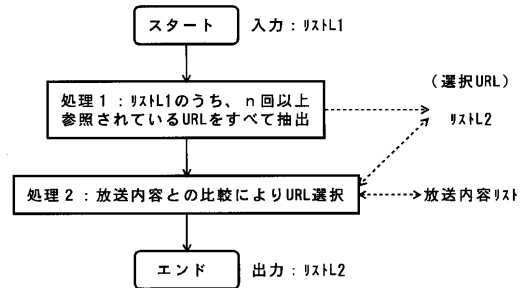 スタート 入力：ﾘｽﾄL1
処理１：ﾘｽﾄL1のうち、ｎ回以上
参照されているURLをすべて抽出
（選択URL）
ﾘｽﾄL2
処理２：放送内容との比較によりURL選択
放送内容ﾘｽﾄ
エンド 出力：ﾘｽﾄL2